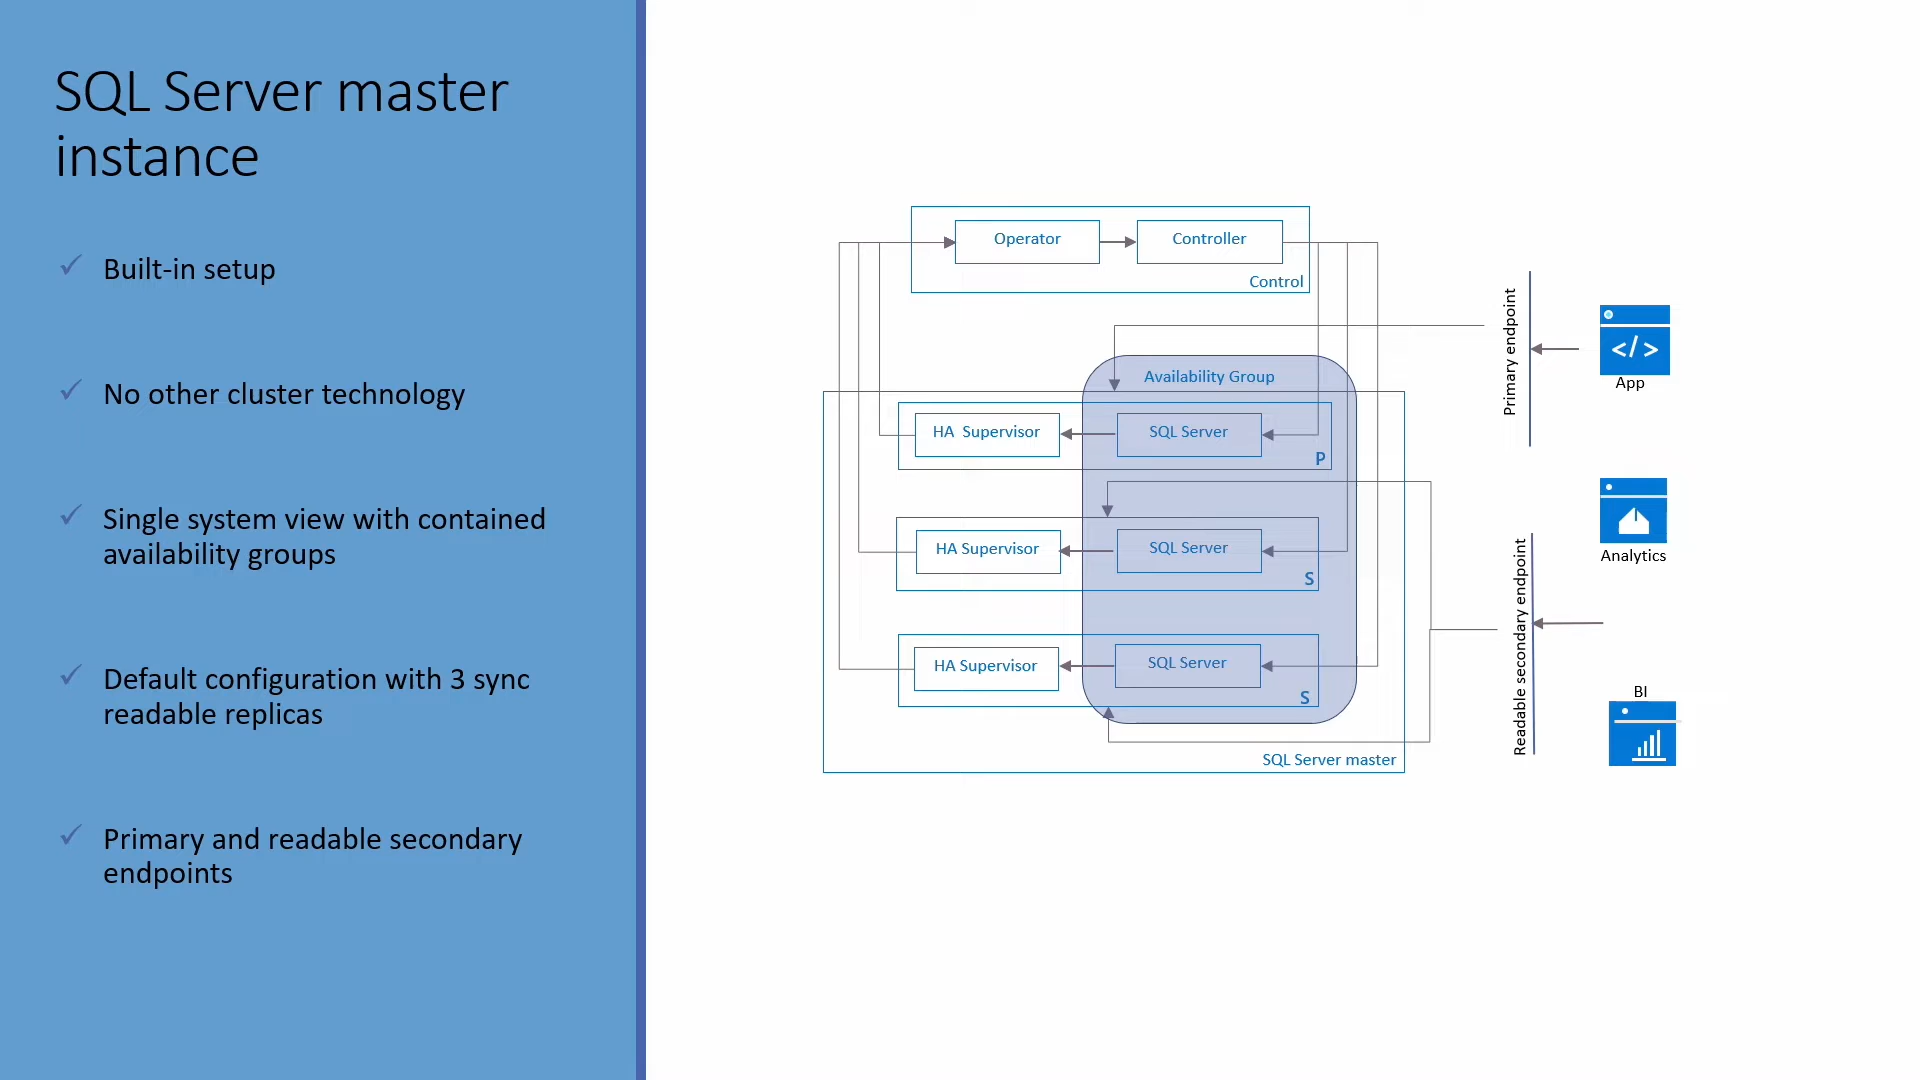 SQL Server master
instance
Built-in setup
No other cluster technology
Single system view with contained
availability groups
Default configuration with 3 sync
readable replicas
Primary and readable secondary
endpoints
Operator
Controller
Control
Availability Group
HA Supervisor
SQL Server
P
HA Supervisor
SQL Server
S
HA Supervisor
SQL Server
S
SQL Server master
Primary endpoint
Readable secondary endpoint
</>
App
Analytics
BI